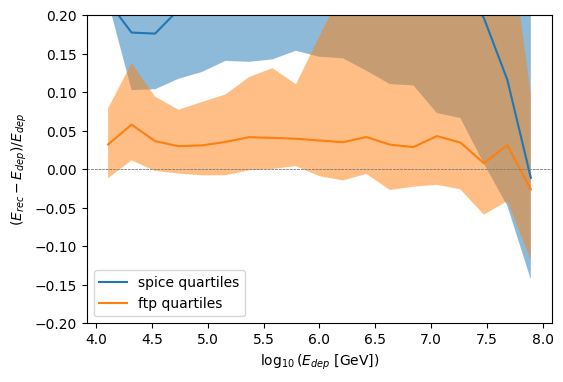 0.20
0.15
0.10
0.05
0.00
−0.05
−0.10
−0.15
−0.20
(E_rec − E_dep)/E_dep
spice quartiles
ftp quartiles
4.0 4.5 5.0 5.5 6.0 6.5 7.0 7.5 8.0
log₁₀(E_dep [GeV])